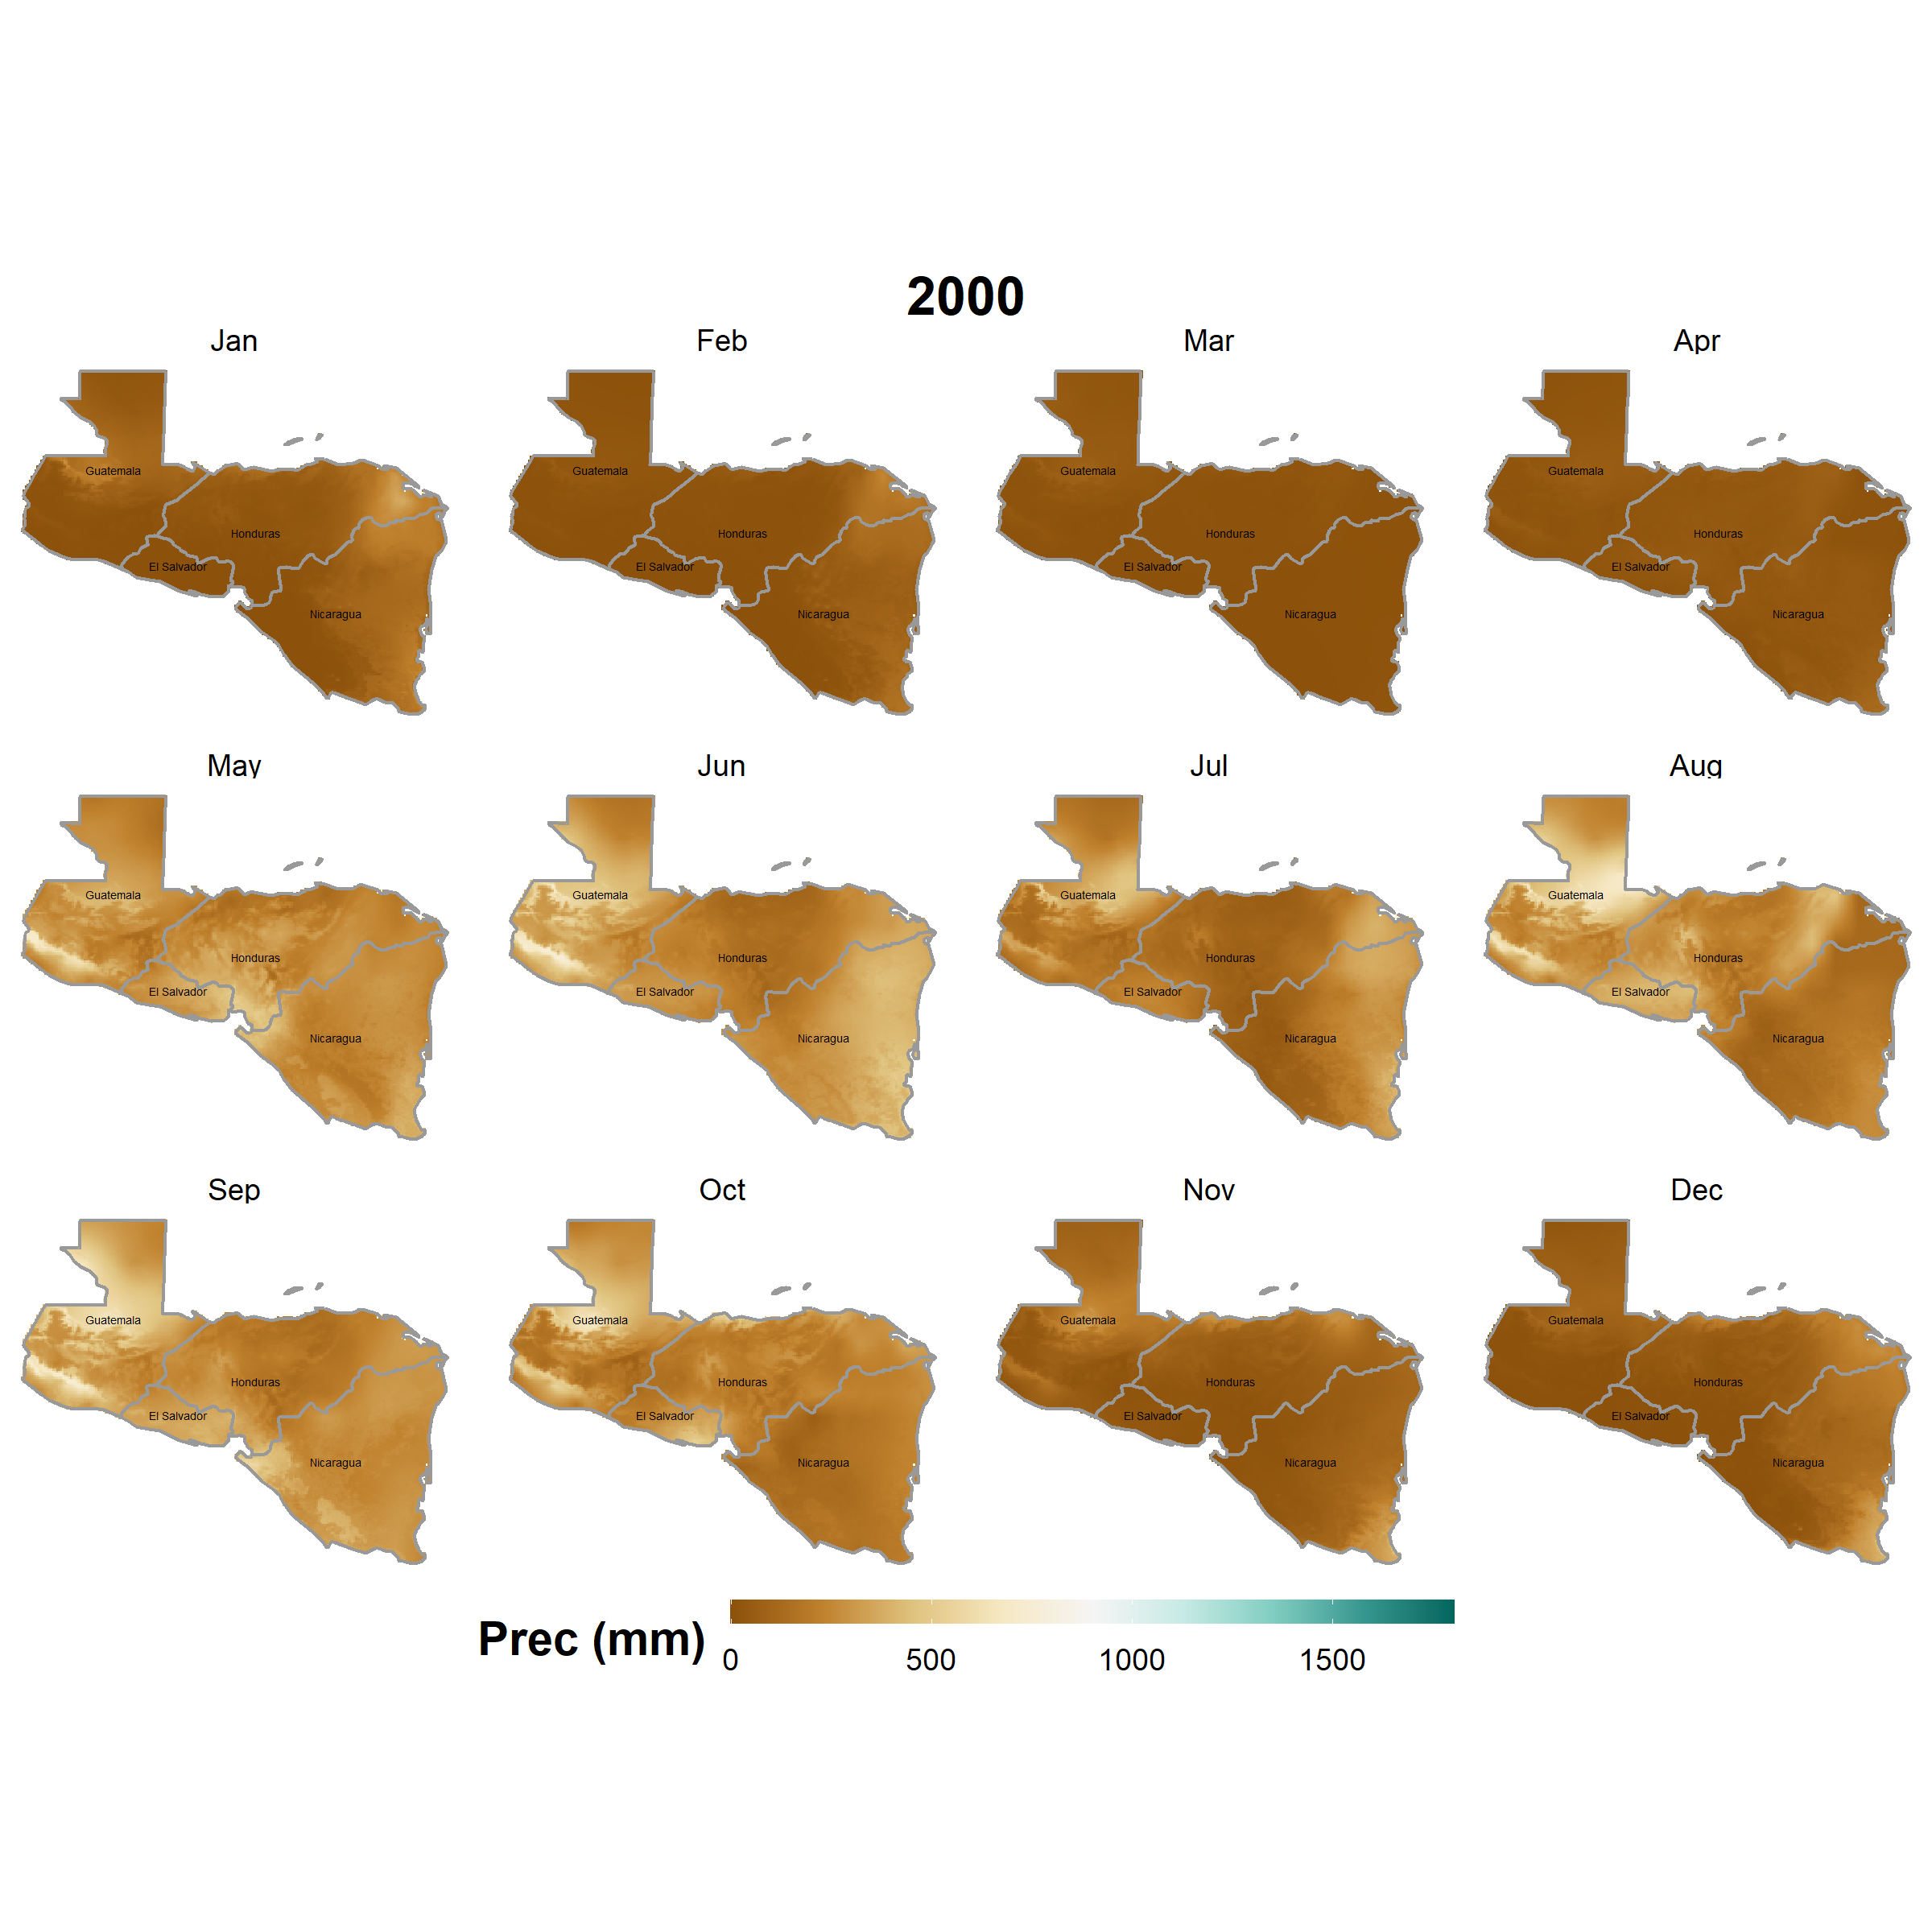 2000
Jan Feb Mar Apr
Guatemala Guatemala Guatemala Guatemala
Honduras Honduras Honduras Honduras
El Salvador El Salvador El Salvador El Salvador
Nicaragua Nicaragua Nicaragua Nicaragua
May Jun Jul Aug
Guatemala Guatemala Guatemala Guatemala
Honduras Honduras Honduras Honduras
El Salvador El Salvador El Salvador El Salvador
Nicaragua Nicaragua Nicaragua Nicaragua
Sep Oct Nov Dec
Guatemala Guatemala Guatemala Guatemala
Honduras Honduras Honduras Honduras
El Salvador El Salvador El Salvador El Salvador
Nicaragua Nicaragua Nicaragua Nicaragua
Prec (mm)
0 500 1000 1500